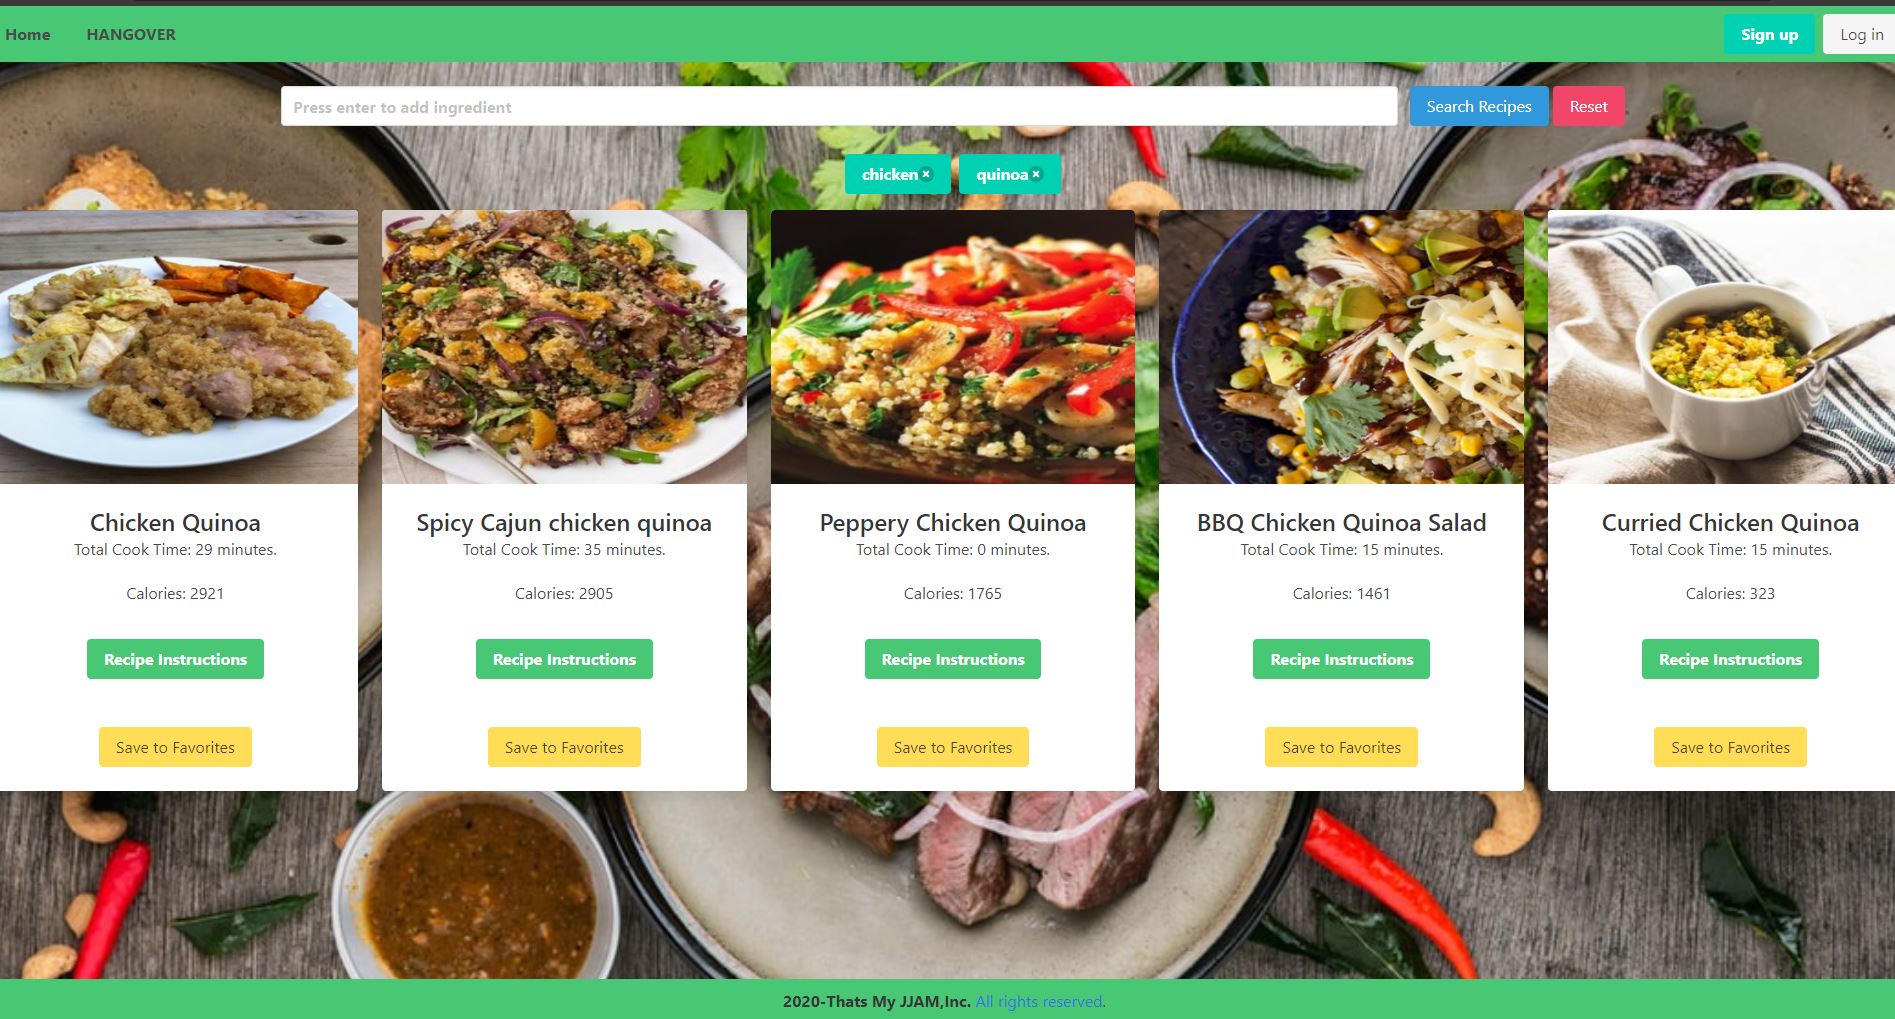 Home HANGOVER Sign up Log in
Press enter to add ingredient Search Recipes Reset
chicken× quinoa×
Chicken Quinoa
Total Cook Time: 29 minutes.
Calories: 2921
Recipe Instructions
Save to Favorites
Spicy Cajun chicken quinoa
Total Cook Time: 35 minutes.
Calories: 2905
Recipe Instructions
Save to Favorites
Peppery Chicken Quinoa
Total Cook Time: 0 minutes.
Calories: 1765
Recipe Instructions
Save to Favorites
BBQ Chicken Quinoa Salad
Total Cook Time: 15 minutes.
Calories: 1461
Recipe Instructions
Save to Favorites
Curried Chicken Quinoa
Total Cook Time: 15 minutes.
Calories: 323
Recipe Instructions
Save to Favorites
2020-Thats My JJAM,Inc. All rights reserved.